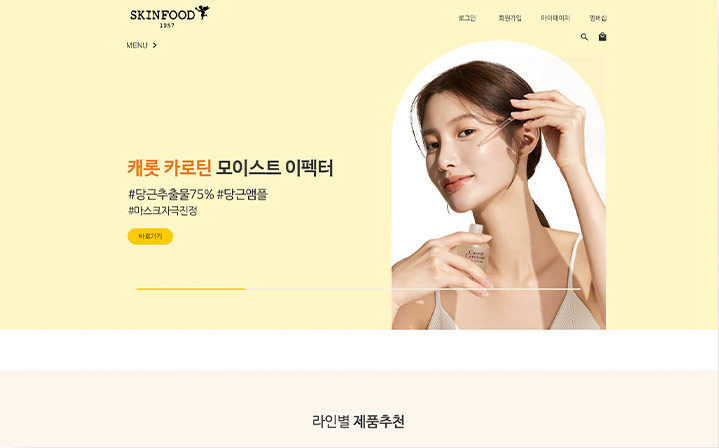 SKINFOOD
1957
로그인 회원가입 마이페이지 멤버십
MENU
캐롯 카로틴 모이스트 이펙터
#당근추출물75% #당근앰플
#마스크자극진정
바로가기
라인별 제품추천